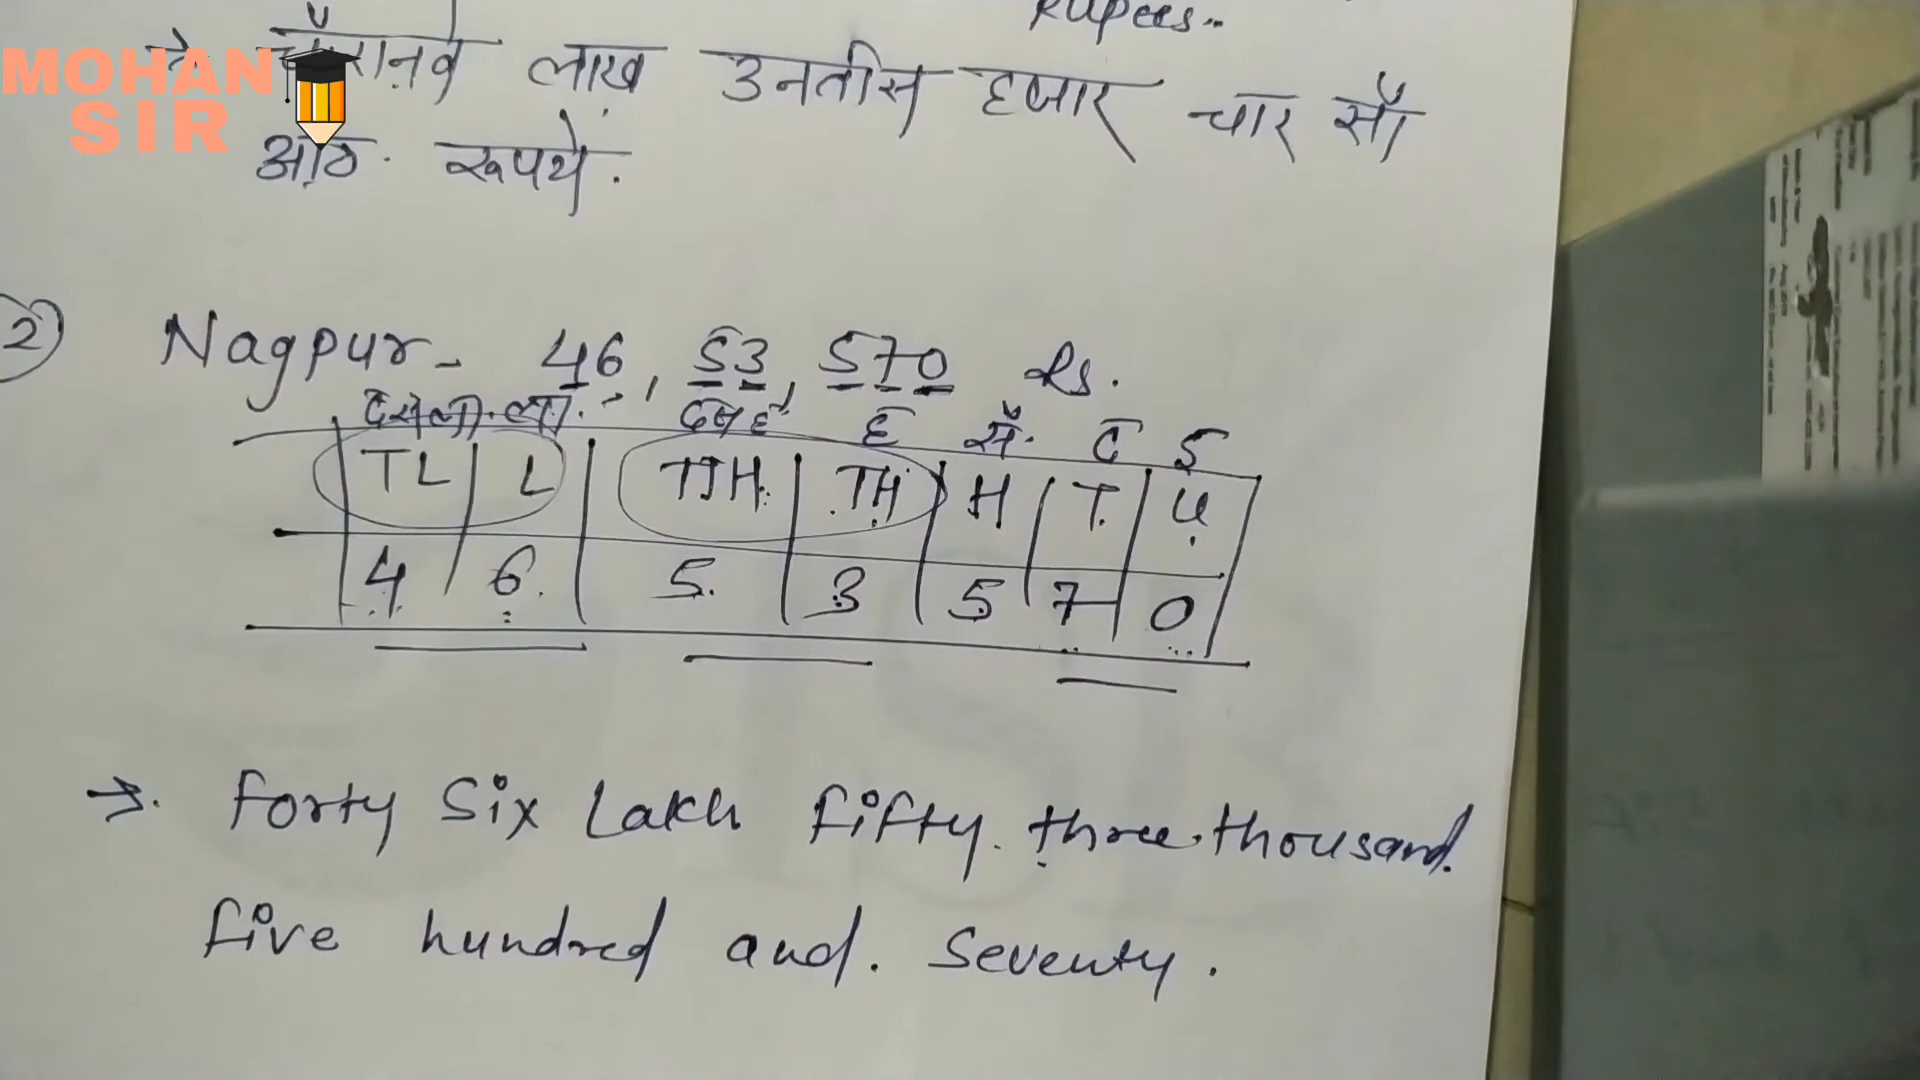 Rupees..
चौरानवे लाख उनतीस हजार चार सौ
आठ. रूपये.
MOHAN
SIR
2 Nagpur - 46, 53, 570 Rs.
द.ला. ला. द.ह ह सौ. द इ
TL L TTH TH H T U
4 6 5 3 5 7 0
→ Forty Six Lakh fifty three thousand.
five hundred and. Seventy.